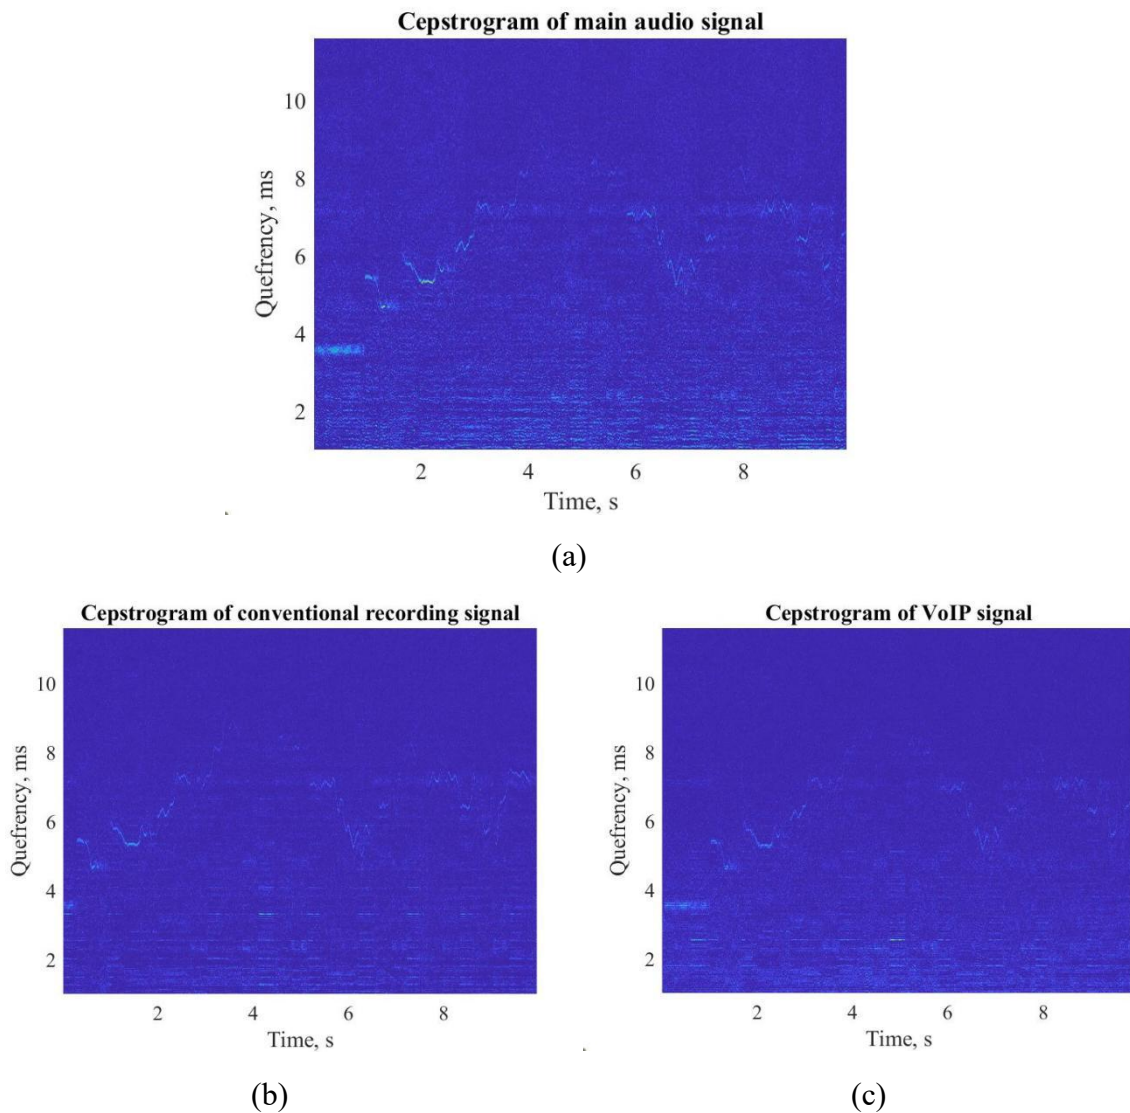 Cepstrogram of main audio signal
10
8
6
4
2
Quefrency, ms
2 4 6 8
Time, s
(a)
Cepstrogram of conventional recording signal
10
8
6
4
2
Quefrency, ms
2 4 6 8
Time, s
(b)
Cepstrogram of VoIP signal
10
8
6
4
2
Quefrency, ms
2 4 6 8
Time, s
(c)